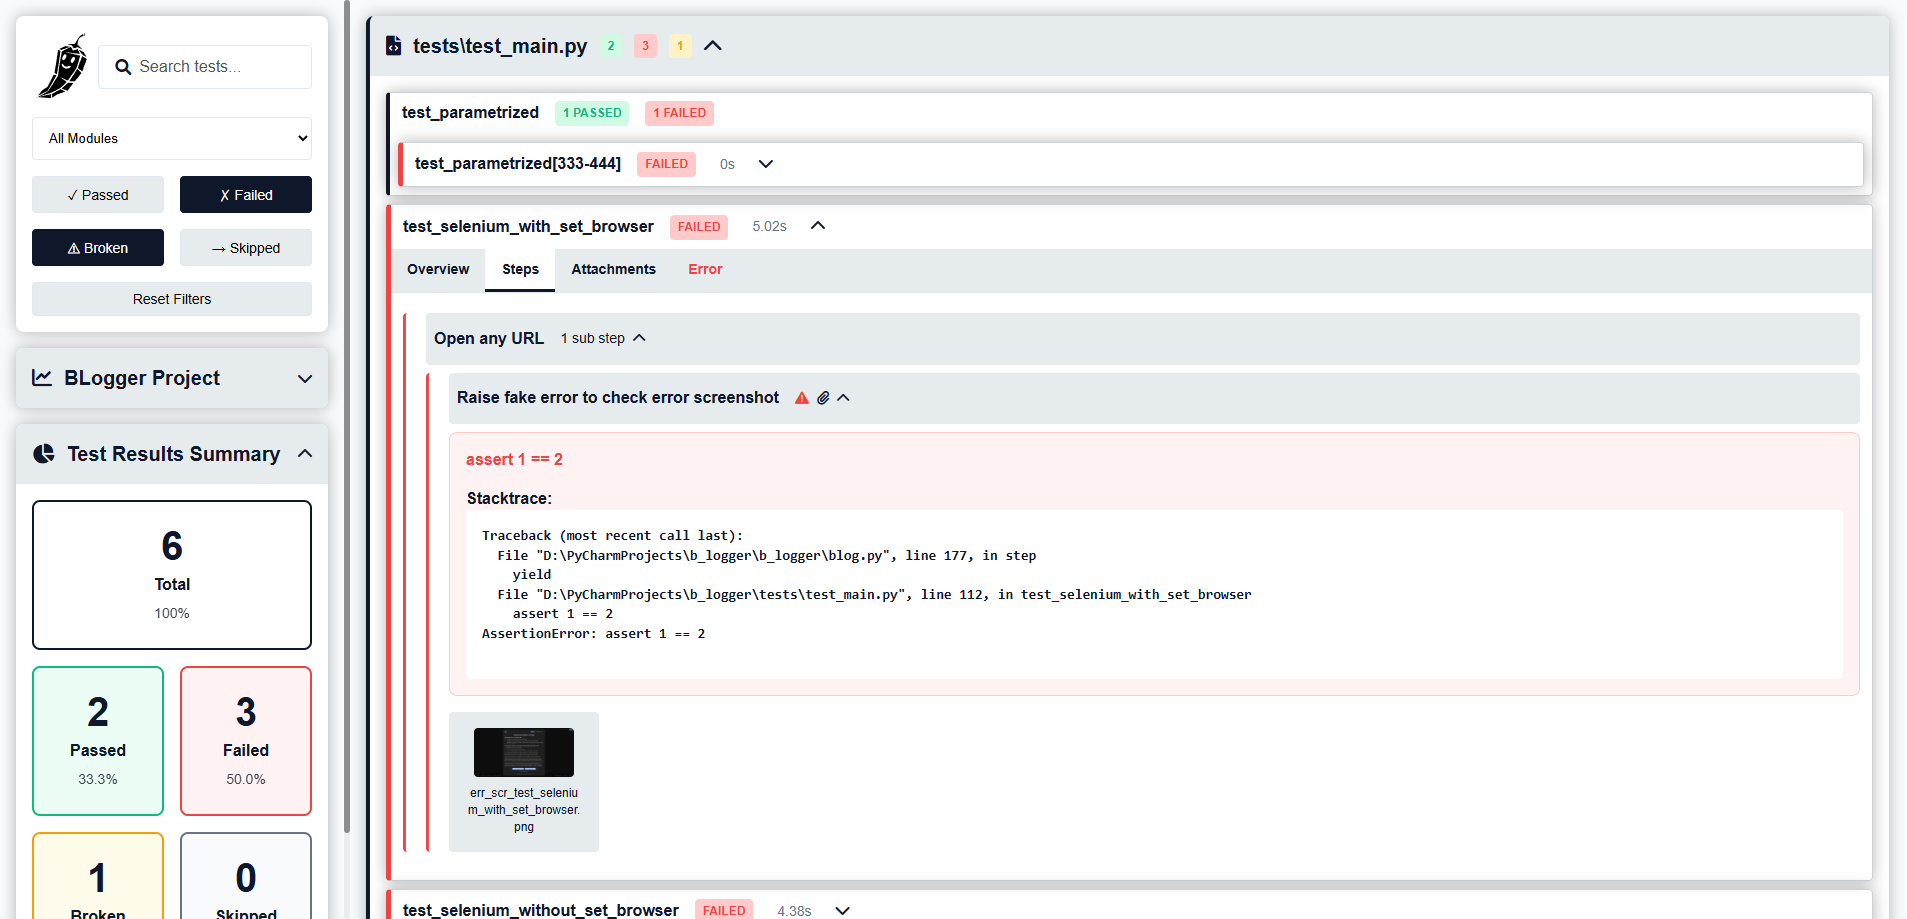 Search tests...
All Modules
✓ Passed
✗ Failed
⚠ Broken
→ Skipped
Reset Filters
BLogger Project
Test Results Summary
6
Total
100%
2
Passed
33.3%
3
Failed
50.0%
1
Broken
0
Skipped
tests\test_main.py 2 3 1
test_parametrized 1 PASSED 1 FAILED
test_parametrized[333-444] FAILED 0s
test_selenium_with_set_browser FAILED 5.02s
Overview Steps Attachments Error
Open any URL 1 sub step
Raise fake error to check error screenshot
assert 1 == 2
Stacktrace:
Traceback (most recent call last):
  File "D:\PyCharmProjects\b_logger\b_logger\blog.py", line 177, in step
    yield
  File "D:\PyCharmProjects\b_logger\tests\test_main.py", line 112, in test_selenium_with_set_browser
    assert 1 == 2
AssertionError: assert 1 == 2
err_scr_test_seleniu
m_with_set_browser.
png
test_selenium_without_set_browser FAILED 4.38s